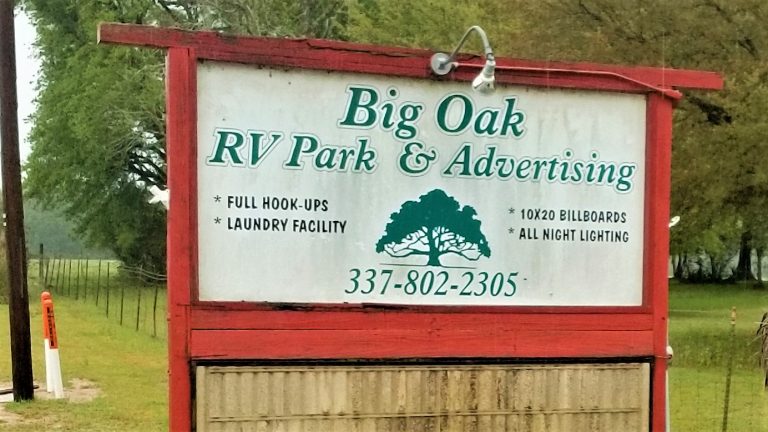 Big Oak
RV Park & Advertising
* FULL HOOK-UPS
* LAUNDRY FACILITY
* 10X20 BILLBOARDS
* ALL NIGHT LIGHTING
337-802-2305